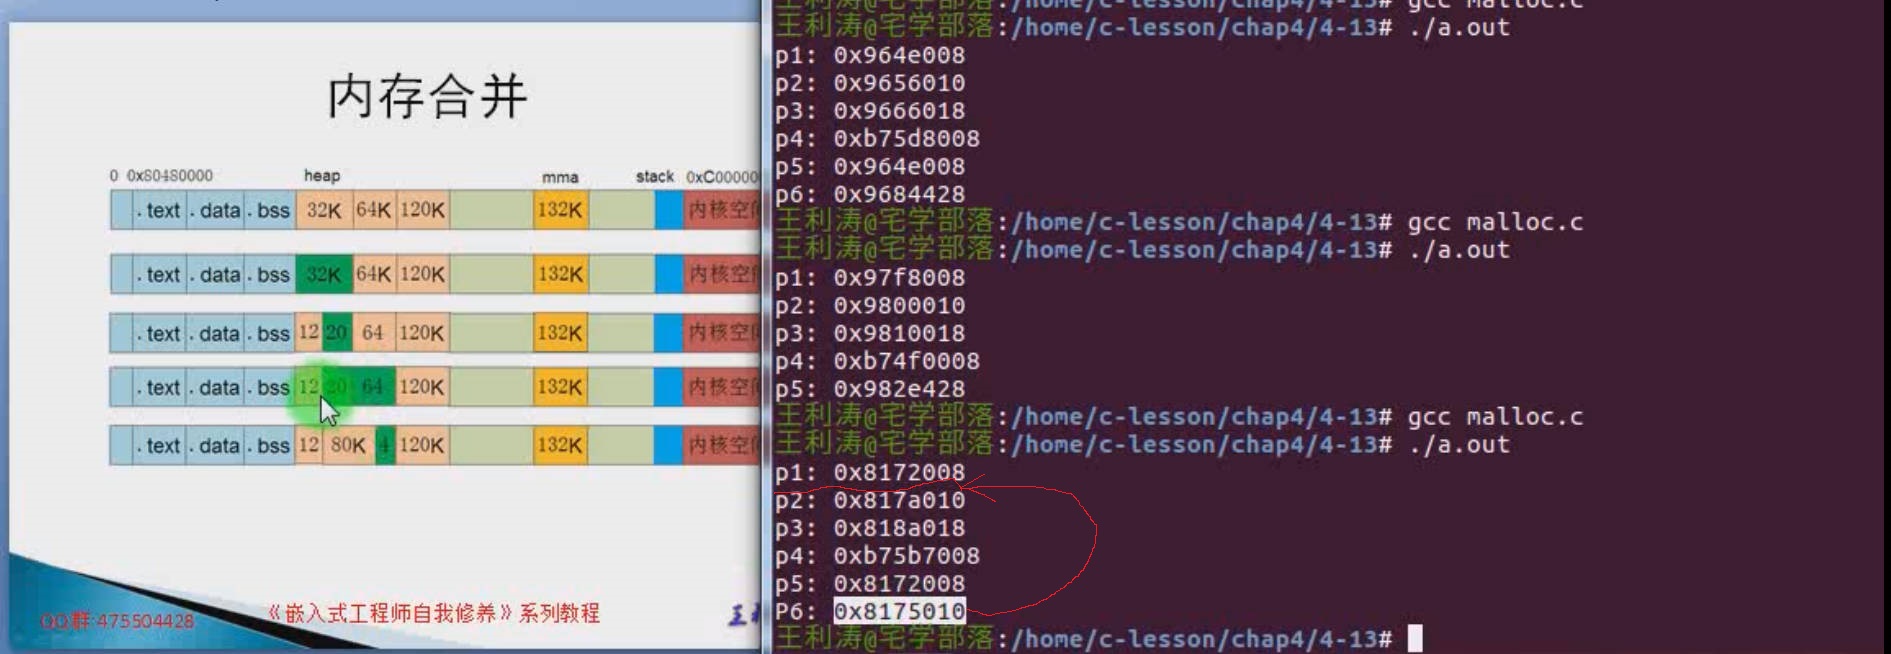 内存合并
0 0x80480000 heap mma stack 0xC00000
.text .data .bss 32K 64K 120K 132K 内核空间
.text .data .bss 32K 64K 120K 132K 内核空间
.text .data .bss 12 20 64 120K 132K 内核空间
.text .data .bss 12 20 64 120K 132K 内核空间
.text .data .bss 12 80K 4 120K 132K 内核空间
QQ群:475504428
《嵌入式工程师自我修养》系列教程
王利涛@宅学部落:/home/c-lesson/chap4/4-13# gcc malloc.c
王利涛@宅学部落:/home/c-lesson/chap4/4-13# ./a.out
p1: 0x964e008
p2: 0x9656010
p3: 0x9666018
p4: 0xb75d8008
p5: 0x964e008
p6: 0x9684428
王利涛@宅学部落:/home/c-lesson/chap4/4-13# gcc malloc.c
王利涛@宅学部落:/home/c-lesson/chap4/4-13# ./a.out
p1: 0x97f8008
p2: 0x9800010
p3: 0x9810018
p4: 0xb74f0008
p5: 0x982e428
王利涛@宅学部落:/home/c-lesson/chap4/4-13# gcc malloc.c
王利涛@宅学部落:/home/c-lesson/chap4/4-13# ./a.out
p1: 0x8172008
p2: 0x817a010
p3: 0x818a018
p4: 0xb75b7008
p5: 0x8172008
P6: 0x8175010
王利涛@宅学部落:/home/c-lesson/chap4/4-13#